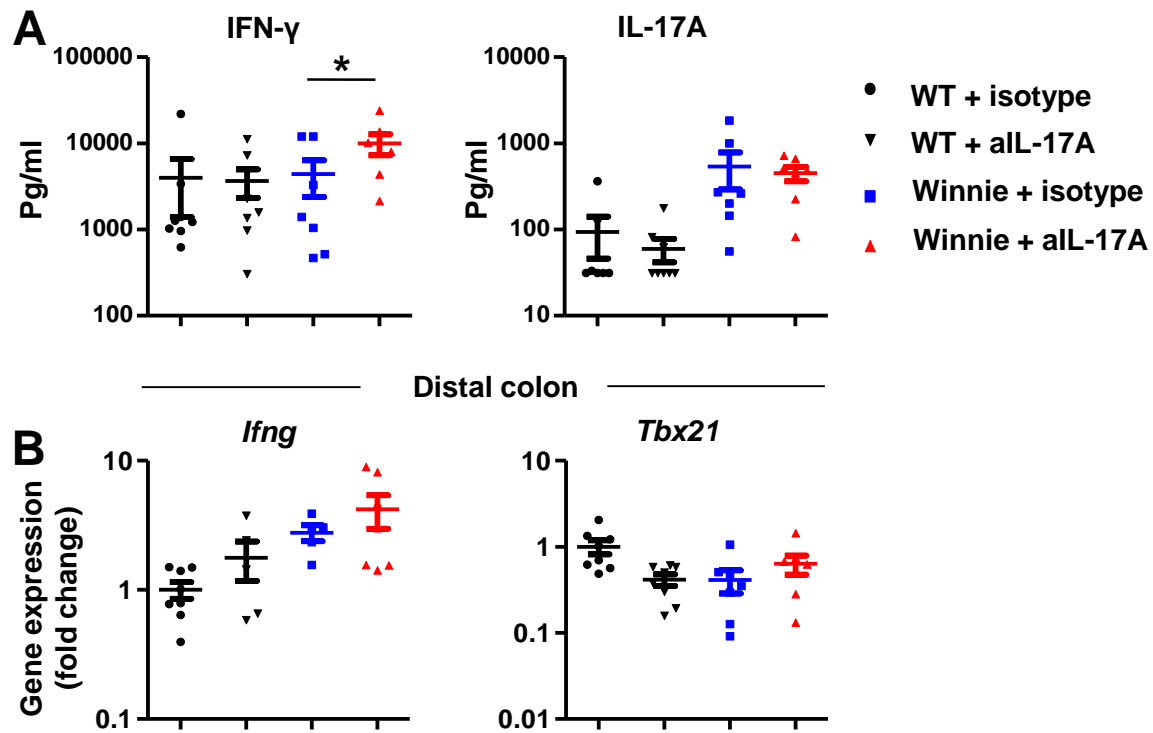 A
IFN-γ
IL-17A
100000
10000
1000
100
Pg/ml
10000
1000
100
10
Pg/ml
*
WT + isotype
WT + aIL-17A
Winnie + isotype
Winnie + aIL-17A
Distal colon
B
Ifng
Tbx21
10
1
0.1
Gene expression
(fold change)
10
1
0.1
0.01